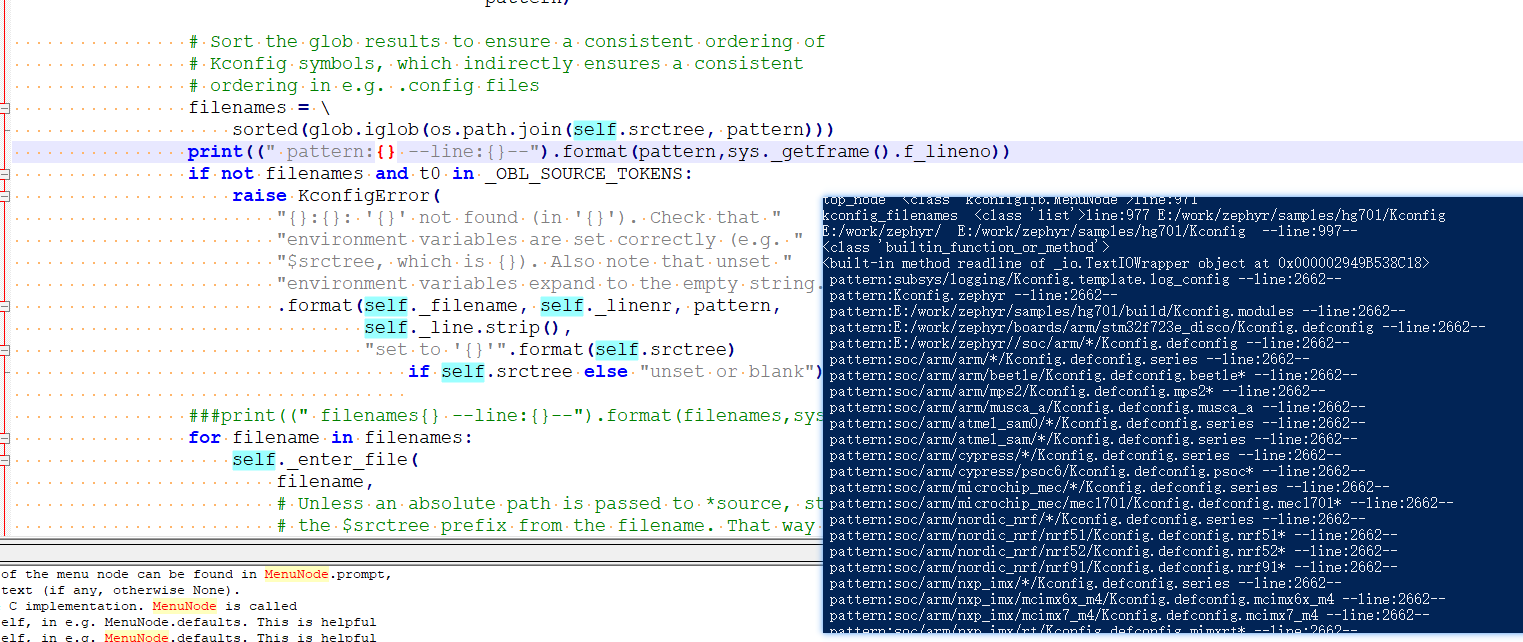 pattern)
# Sort the glob results to ensure a consistent ordering of
# Kconfig symbols, which indirectly ensures a consistent
# ordering in e.g. .config files
filenames = \
sorted(glob.iglob(os.path.join(self.srctree, pattern)))
print((" pattern:{} --line:{}--").format(pattern,sys._getframe().f_lineno))
if not filenames and t0 in _OBL_SOURCE_TOKENS:
raise KconfigError(
"{}:{}: '{}' not found (in '{}'). Check that "
"environment variables are set correctly (e.g. "
"$srctree, which is {}). Also note that unset "
"environment variables expand to the empty string.
.format(self._filename, self._linenr, pattern,
self._line.strip(),
"set to '{}'".format(self.srctree)
if self.srctree else "unset or blank")
###print((" filenames{} --line:{}--").format(filenames,sys
for filename in filenames:
self._enter_file(
filename,
# Unless an absolute path is passed to *source, st
# the $srctree prefix from the filename. That way
top_node <class 'kconfiglib.MenuNode'>line:971
kconfig_filenames <class 'list'>line:977 E:/work/zephyr/samples/hg701/Kconfig
E:/work/zephyr/ E:/work/zephyr/samples/hg701/Kconfig --line:997--
<class 'builtin_function_or_method'>
<built-in method readline of _io.TextIOWrapper object at 0x000002949B538C18>
pattern:subsys/logging/Kconfig.template.log_config --line:2662--
pattern:Kconfig.zephyr --line:2662--
pattern:E:/work/zephyr/samples/hg701/build/Kconfig.modules --line:2662--
pattern:E:/work/zephyr/boards/arm/stm32f723e_disco/Kconfig.defconfig --line:2662--
pattern:E:/work/zephyr//soc/arm/*/Kconfig.defconfig --line:2662--
pattern:soc/arm/arm/*/Kconfig.defconfig.series --line:2662--
pattern:soc/arm/arm/beetle/Kconfig.defconfig.beetle* --line:2662--
pattern:soc/arm/arm/mps2/Kconfig.defconfig.mps2* --line:2662--
pattern:soc/arm/arm/musca_a/Kconfig.defconfig.musca_a --line:2662--
pattern:soc/arm/atmel_sam0/*/Kconfig.defconfig.series --line:2662--
pattern:soc/arm/atmel_sam/*/Kconfig.defconfig.series --line:2662--
pattern:soc/arm/cypress/*/Kconfig.defconfig.series --line:2662--
pattern:soc/arm/cypress/psoc6/Kconfig.defconfig.psoc* --line:2662--
pattern:soc/arm/microchip_mec/*/Kconfig.defconfig.series --line:2662--
pattern:soc/arm/microchip_mec/mec1701/Kconfig.defconfig.mec1701* --line:2662--
pattern:soc/arm/nordic_nrf/*/Kconfig.defconfig.series --line:2662--
pattern:soc/arm/nordic_nrf/nrf51/Kconfig.defconfig.nrf51* --line:2662--
pattern:soc/arm/nordic_nrf/nrf52/Kconfig.defconfig.nrf52* --line:2662--
pattern:soc/arm/nordic_nrf/nrf91/Kconfig.defconfig.nrf91* --line:2662--
pattern:soc/arm/nxp_imx/*/Kconfig.defconfig.series --line:2662--
pattern:soc/arm/nxp_imx/mcimx6x_m4/Kconfig.defconfig.mcimx6x_m4 --line:2662--
pattern:soc/arm/nxp_imx/mcimx7_m4/Kconfig.defconfig.mcimx7_m4 --line:2662--
pattern:soc/arm/nxp_imx/rt/Kconfig.defconfig.mimxrt* --line:2662--
of the menu node can be found in MenuNode.prompt,
text (if any, otherwise None).
C implementation. MenuNode is called
elf, in e.g. MenuNode.defaults. This is helpful
elf, in e.g. MenuNode.defaults. This is helpful